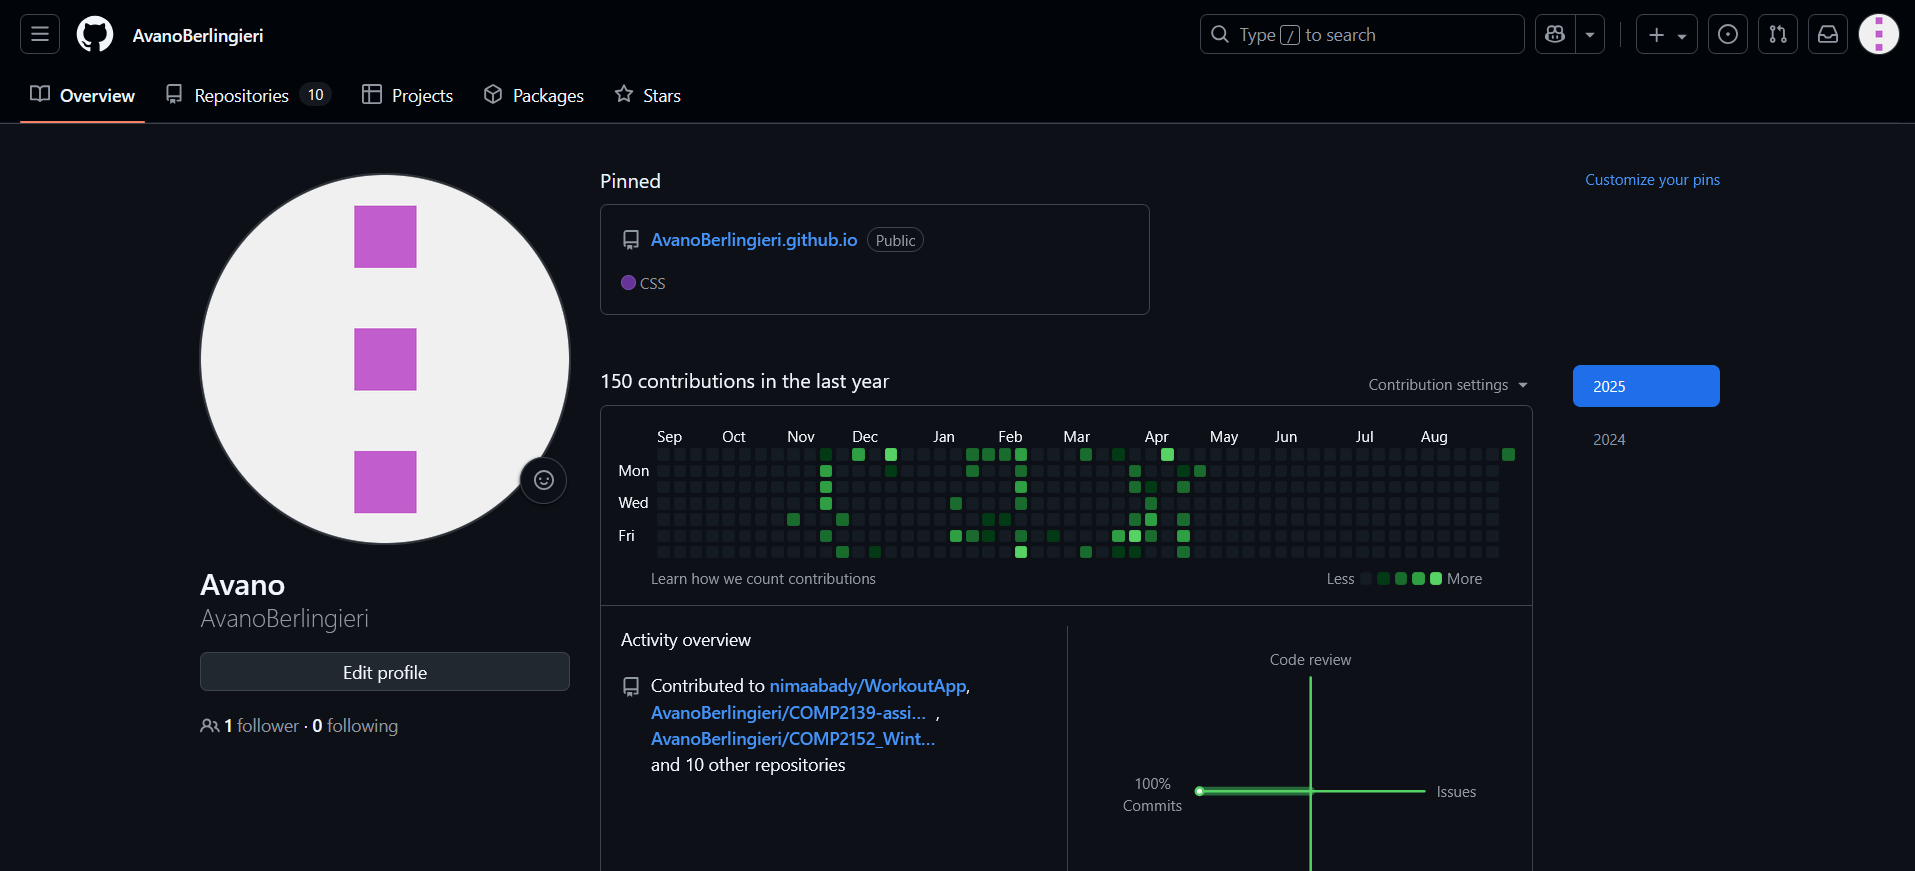 AvanoBerlingieri
Type / to search
Overview
Repositories 10
Projects
Packages
Stars
Pinned
Customize your pins
AvanoBerlingieri.github.io Public
CSS
150 contributions in the last year
Contribution settings
2025
2024
Sep Oct Nov Dec Jan Feb Mar Apr May Jun Jul Aug
Mon
Wed
Fri
Learn how we count contributions
Less More
Avano
AvanoBerlingieri
Edit profile
1 follower · 0 following
Activity overview
Contributed to nimaabady/WorkoutApp,
AvanoBerlingieri/COMP2139-assi... ,
AvanoBerlingieri/COMP2152_Wint...
and 10 other repositories
Code review
100%
Commits
Issues